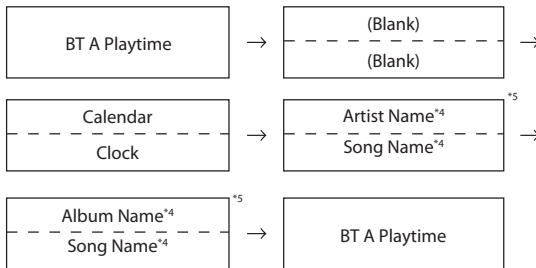 BT A Playtime
→
(Blank)
(Blank)
→
Calendar
Clock
→
Artist Name*4
Song Name*4
*5
→
Album Name*4
Song Name*4
*5
→
BT A Playtime